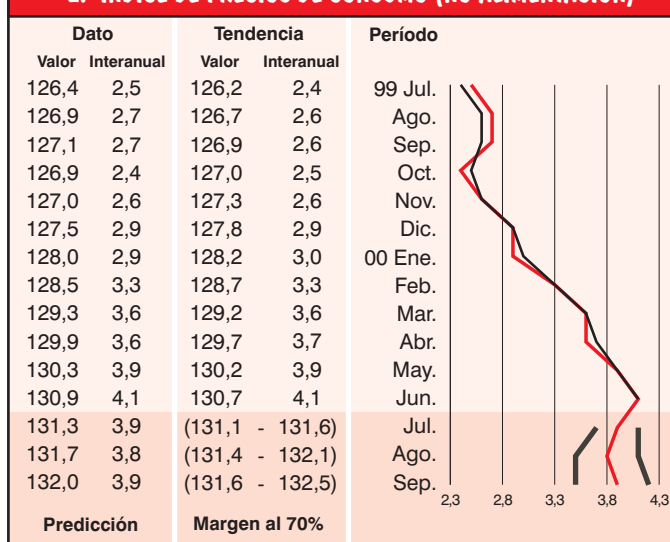 2. ÍNDICE DE PRECIOS DE CONSUMO (NO ALIMENTACIÓN)
Dato Tendencia Período
Valor Interanual Valor Interanual
126,4 2,5 126,2 2,4 99 Jul.
126,9 2,7 126,7 2,6 Ago.
127,1 2,7 126,9 2,6 Sep.
126,9 2,4 127,0 2,5 Oct.
127,0 2,6 127,3 2,6 Nov.
127,5 2,9 127,8 2,9 Dic.
128,0 2,9 128,2 3,0 00 Ene.
128,5 3,3 128,7 3,3 Feb.
129,3 3,6 129,2 3,6 Mar.
129,9 3,6 129,7 3,7 Abr.
130,3 3,9 130,2 3,9 May.
130,9 4,1 130,7 4,1 Jun.
131,3 3,9 (131,1 - 131,6) Jul.
131,7 3,8 (131,4 - 132,1) Ago.
132,0 3,9 (131,6 - 132,5) Sep.
2,3 2,8 3,3 3,8 4,3
Predicción Margen al 70%